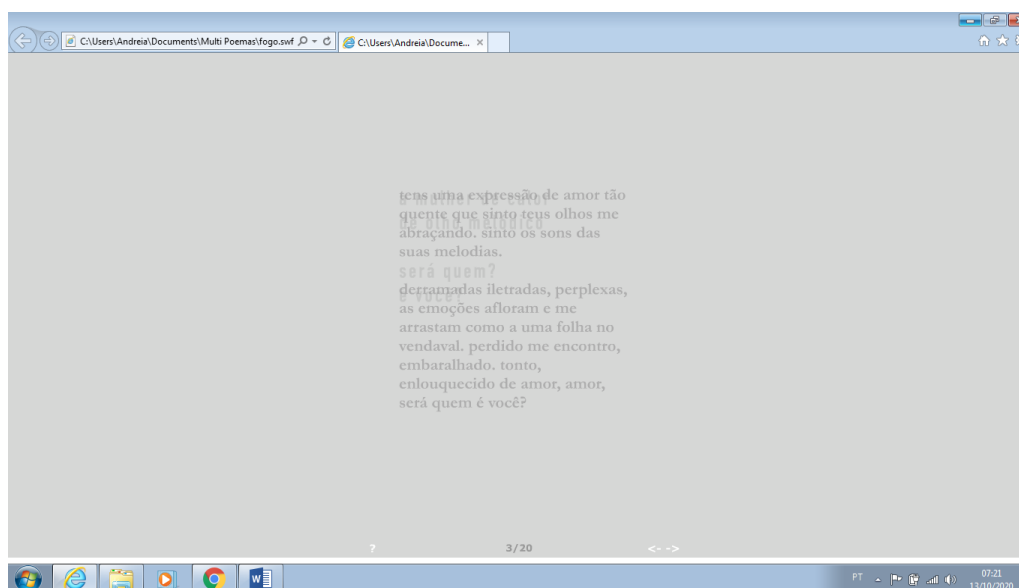 C:\Users\Andreia\Documents\Multi Poemas\fogo.swf
C:\Users\Andreia\Docume...
tens uma expressão de amor tão
quente que sinto teus olhos me
abraçando. sinto os sons das
suas melodias.
será quem?
derramadas iletradas, perplexas,
é você?
as emoções afloram e me
arrastam como a uma folha no
vendaval. perdido me encontro,
embaralhado. tonto,
enlouquecido de amor, amor,
será quem é você?
? 3/20 <- ->
PT 07:21
13/10/2020